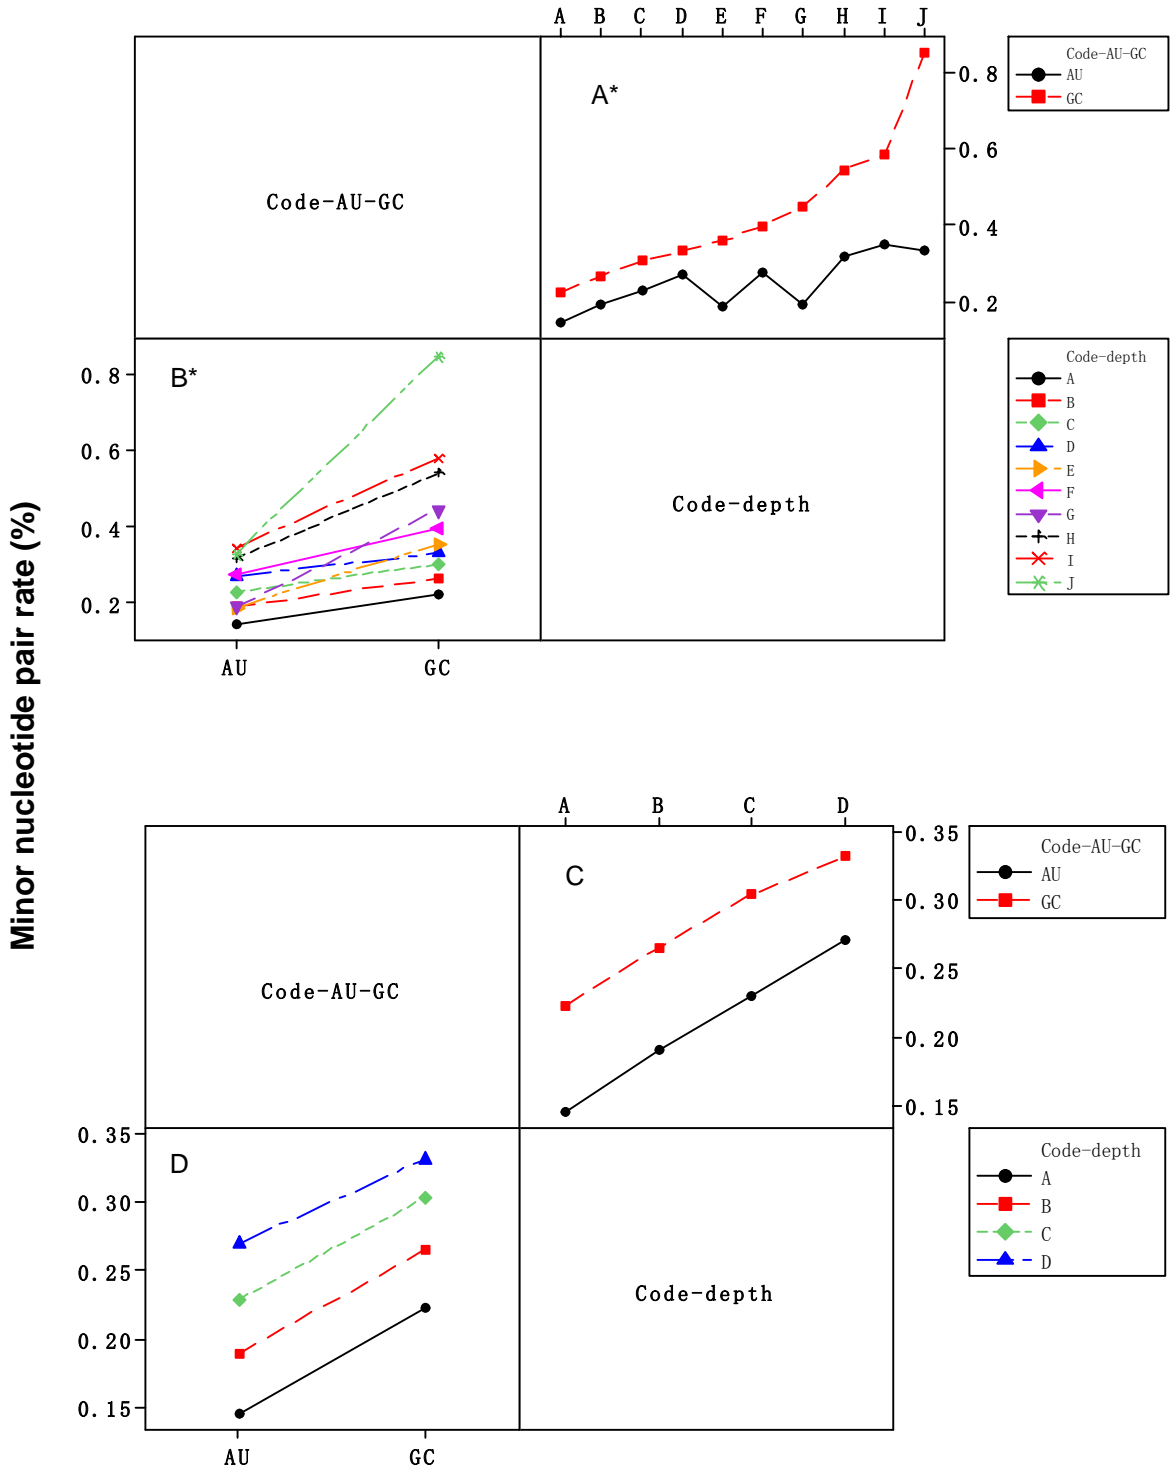 A B C D E F G H I J
Code-AU-GC
AU
GC
A*
0.8
0.6
0.4
0.2
Code-AU-GC
B*
0.8
0.6
0.4
0.2
AU GC
Code-depth
Code-depth
A
B
C
D
E
F
G
H
I
J
Minor nucleotide pair rate (%)
A B C D
C
0.35
0.30
0.25
0.20
0.15
Code-AU-GC
AU
GC
Code-AU-GC
D
0.35
0.30
0.25
0.20
0.15
AU GC
Code-depth
Code-depth
A
B
C
D